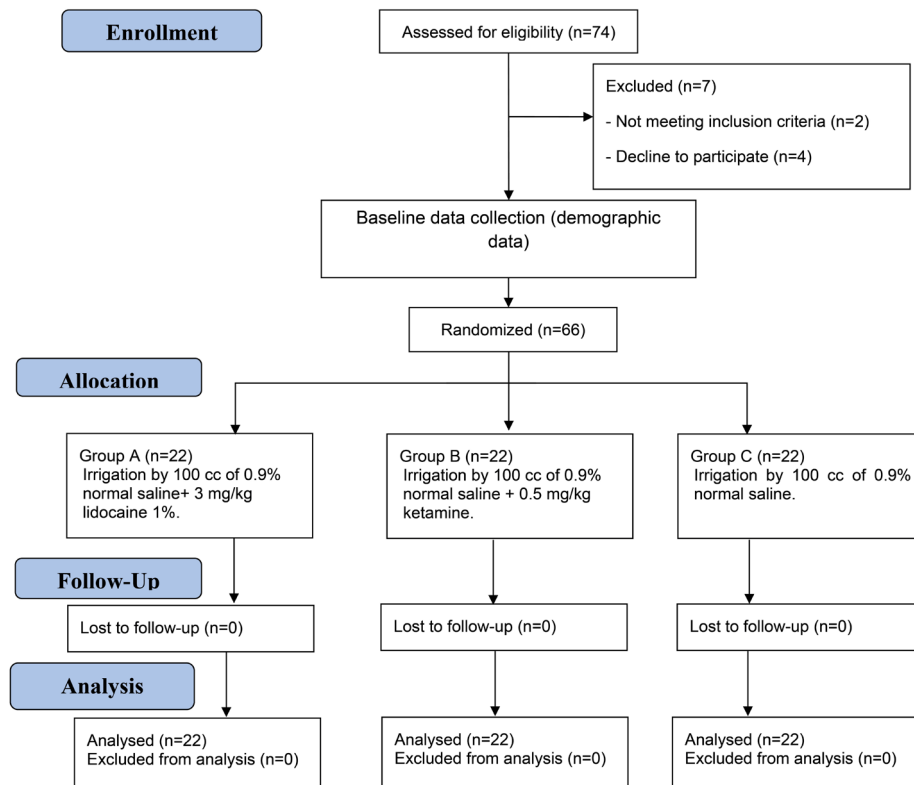 Enrollment
Assessed for eligibility (n=74)
Excluded (n=7)
- Not meeting inclusion criteria (n=2)
- Decline to participate (n=4)
Baseline data collection (demographic
data)
Randomized (n=66)
Allocation
Group A (n=22)
Irrigation by 100 cc of 0.9%
normal saline+ 3 mg/kg
lidocaine 1%.
Group B (n=22)
Irrigation by 100 cc of 0.9%
normal saline + 0.5 mg/kg
ketamine.
Group C (n=22)
Irrigation by 100 cc of 0.9%
normal saline.
Follow-Up
Lost to follow-up (n=0)
Lost to follow-up (n=0)
Lost to follow-up (n=0)
Analysis
Analysed (n=22)
Excluded from analysis (n=0)
Analysed (n=22)
Excluded from analysis (n=0)
Analysed (n=22)
Excluded from analysis (n=0)